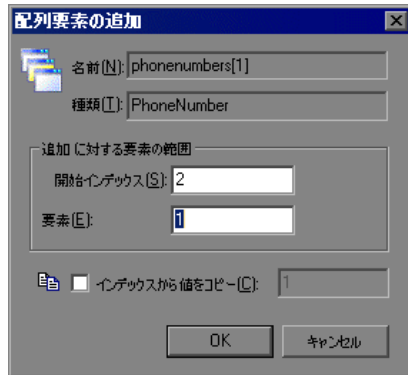 配列要素の追加
名前(N): phonenumbers[1]
種類(T): PhoneNumber
追加に対する要素の範囲
開始インデックス(S): 2
要素(E): 1
インデックスから値をコピー(C): 1
OK キャンセル